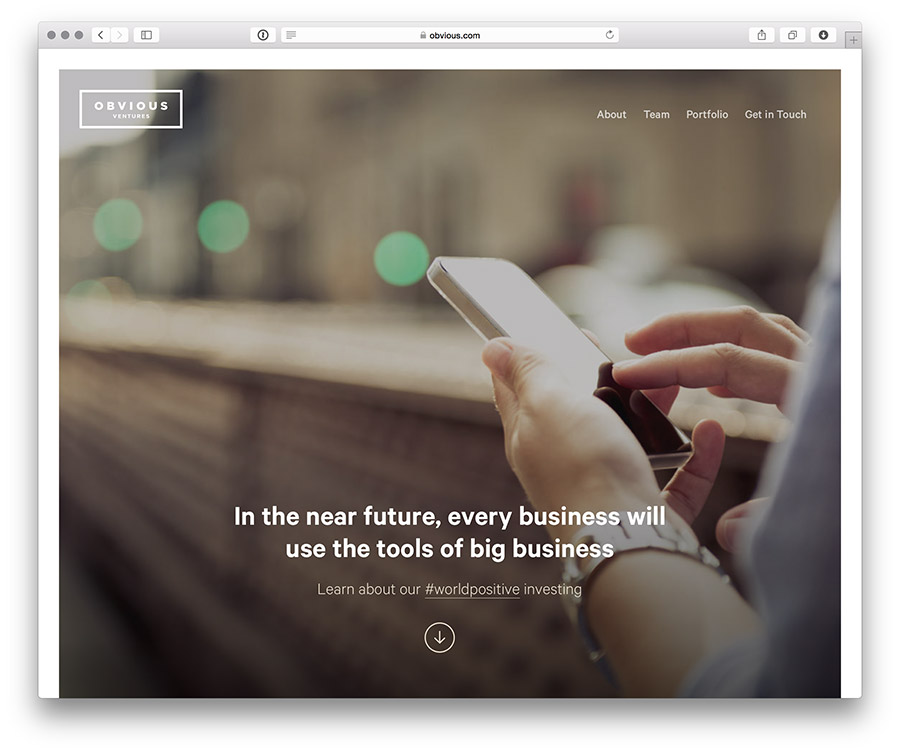 obvious.com
OBVIOUS
VENTURES
About Team Portfolio Get in Touch
In the near future, every business will
use the tools of big business
Learn about our #worldpositive investing